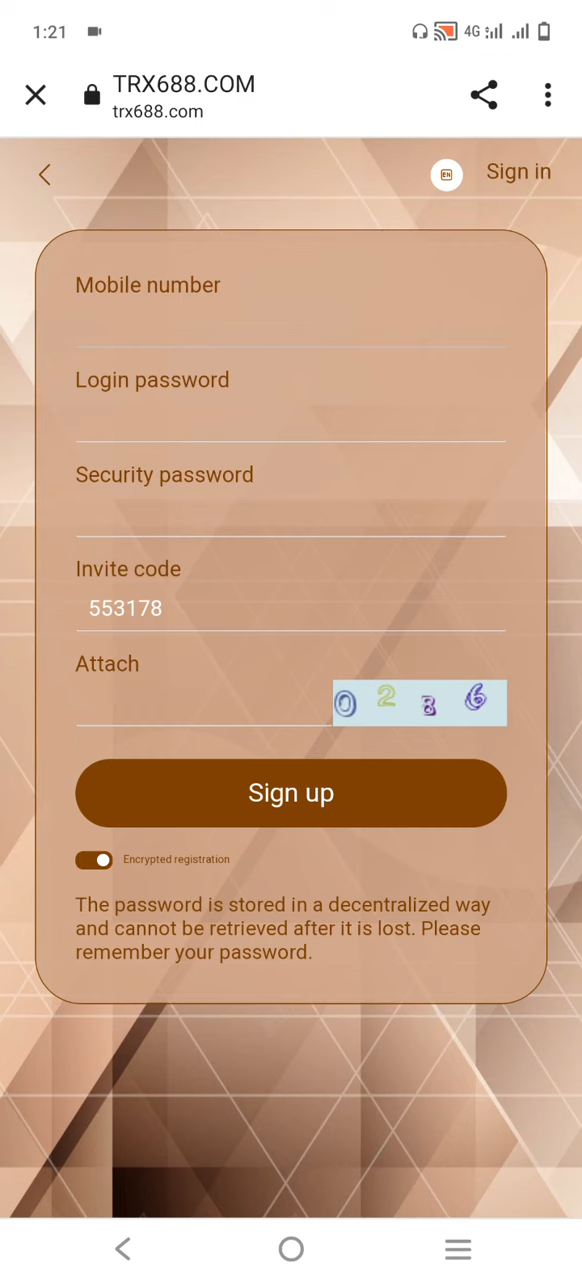 1:21
4G
TRX688.COM
trx688.com
EN
Sign in
Mobile number
Login password
Security password
Invite code
553178
Attach
0 2 8 6
Sign up
Encrypted registration
The password is stored in a decentralized way
and cannot be retrieved after it is lost. Please
remember your password.